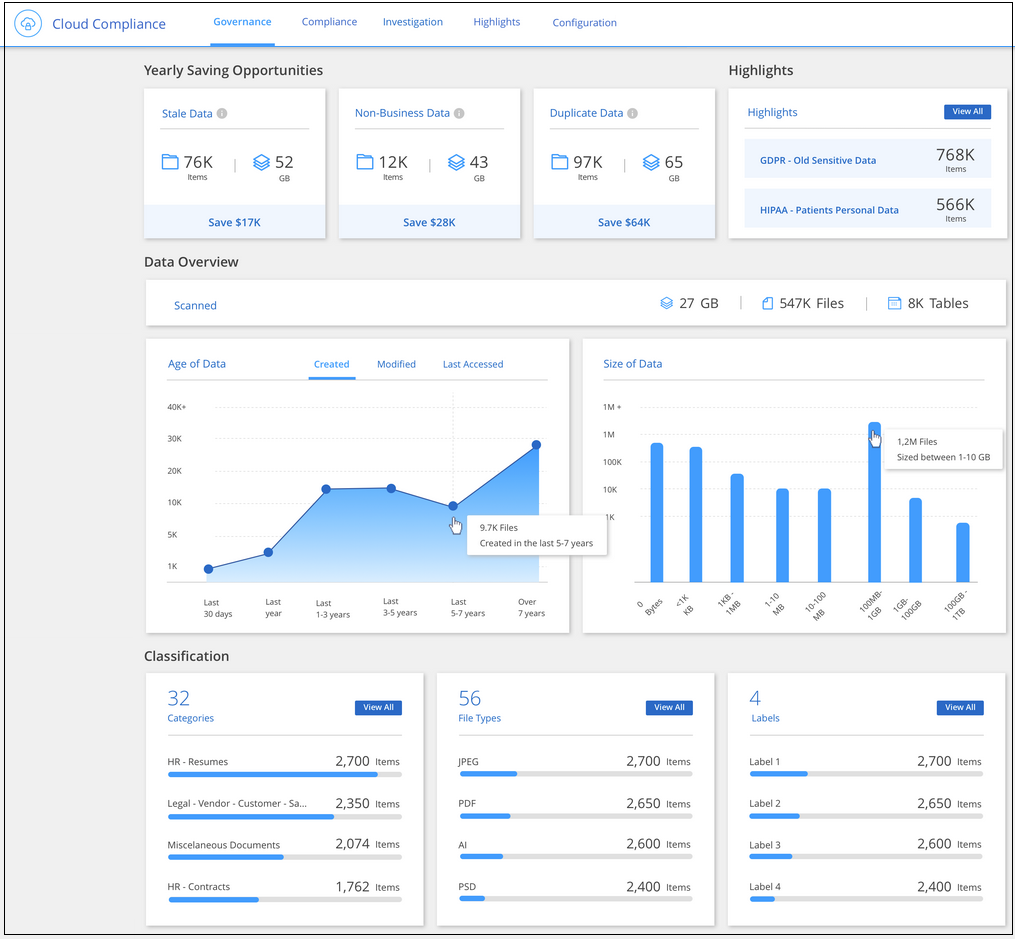 Cloud Compliance
Governance
Compliance
Investigation
Highlights
Configuration
Yearly Saving Opportunities
Stale Data
76K
Items
52
GB
Save $17K
Non-Business Data
12K
Items
43
GB
Save $28K
Duplicate Data
97K
Items
65
GB
Save $64K
Highlights
Highlights
View All
GDPR - Old Sensitive Data
768K
Items
HIPAA - Patients Personal Data
566K
Items
Data Overview
Scanned
27 GB
547K Files
8K Tables
Age of Data
Created
Modified
Last Accessed
40K+
30K
20K
10K
5K
1K
9.7K Files
Created in the last 5-7 years
Last
30 days
Last
year
Last
1-3 years
Last
3-5 years
Last
5-7 years
Over
7 years
Size of Data
1M +
1M
100K
10K
1K
1,2M Files
Sized between 1-10 GB
0
Bytes
<1K
KB
1KB -
1MB
1-10
MB
10-100
MB
100MB-
1GB
1GB-
100GB
100GB -
1TB
Classification
32
Categories
View All
HR - Resumes
2,700 Items
Legal - Vendor - Customer - Sa...
2,350 Items
Miscelaneous Documents
2,074 Items
HR - Contracts
1,762 Items
56
File Types
View All
JPEG
2,700 Items
PDF
2,650 Items
AI
2,600 Items
PSD
2,400 Items
4
Labels
View All
Label 1
2,700 Items
Label 2
2,650 Items
Label 3
2,600 Items
Label 4
2,400 Items